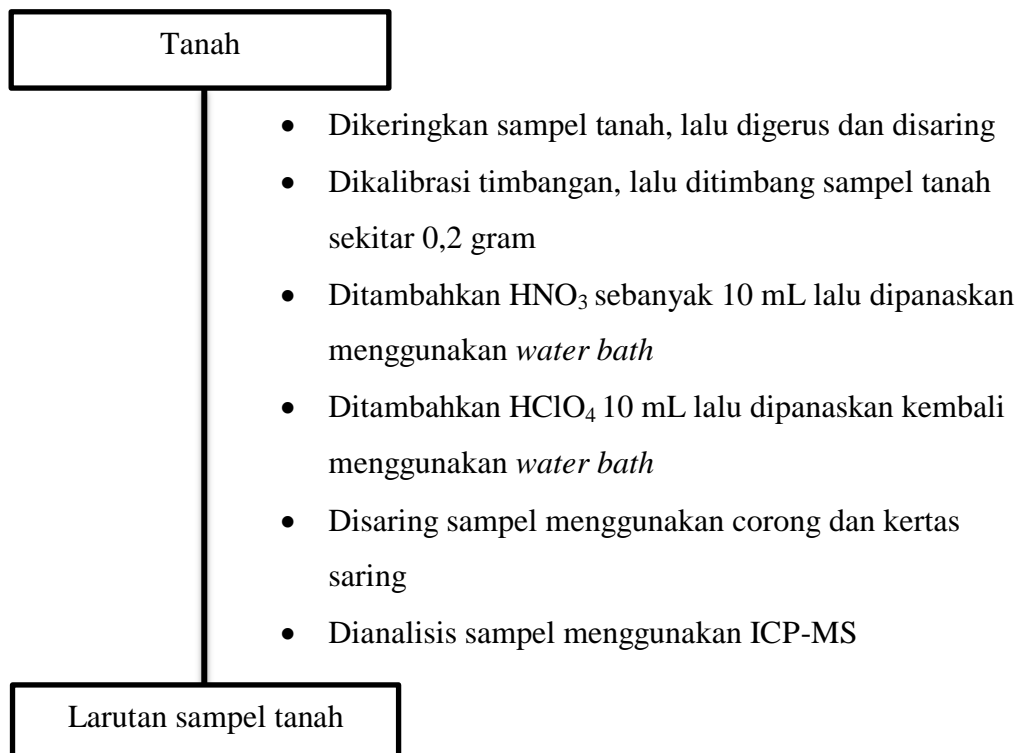 Tanah
• Dikeringkan sampel tanah, lalu digerus dan disaring
• Dikalibrasi timbangan, lalu ditimbang sampel tanah
sekitar 0,2 gram
• Ditambahkan HNO₃ sebanyak 10 mL lalu dipanaskan
menggunakan water bath
• Ditambahkan HClO₄ 10 mL lalu dipanaskan kembali
menggunakan water bath
• Disaring sampel menggunakan corong dan kertas
saring
• Dianalisis sampel menggunakan ICP-MS
Larutan sampel tanah